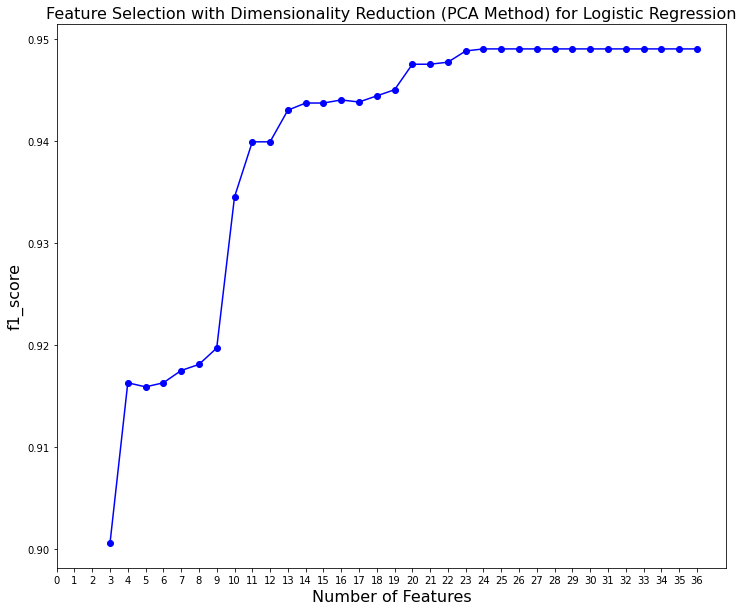 Feature Selection with Dimensionality Reduction (PCA Method) for Logistic Regression
0.95
0.94
0.93
0.92
0.91
0.90
f1_score
0 1 2 3 4 5 6 7 8 9 10 11 12 13 14 15 16 17 18 19 20 21 22 23 24 25 26 27 28 29 30 31 32 33 34 35 36
Number of Features